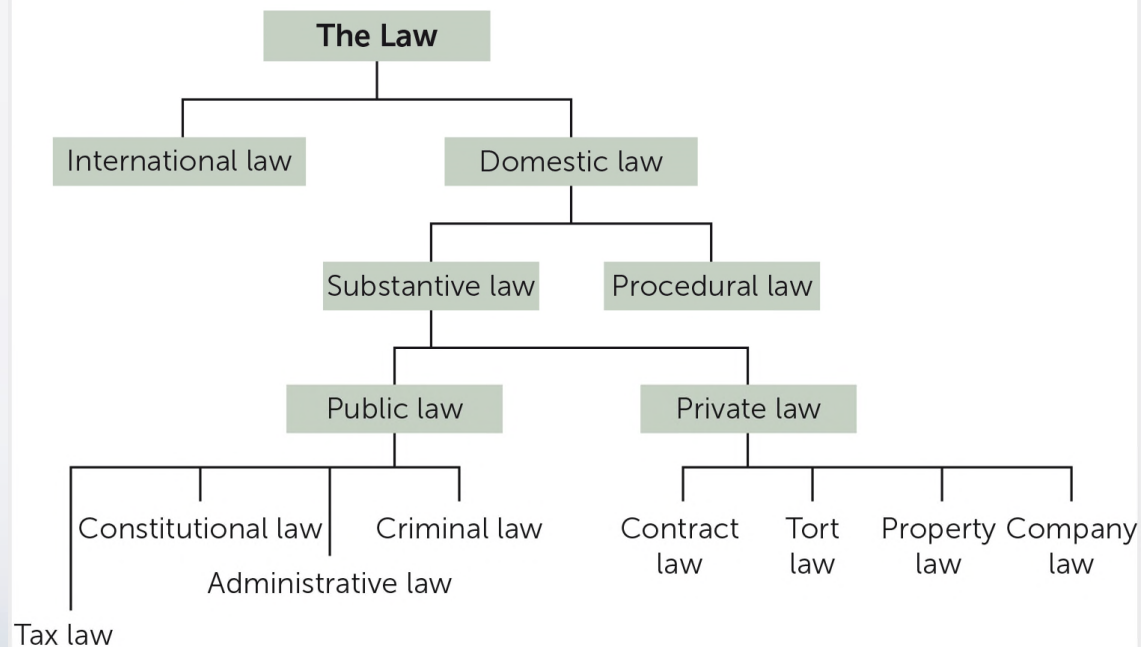 The Law
International law
Domestic law
Substantive law
Procedural law
Public law
Private law
Constitutional law
Criminal law
Administrative law
Tax law
Contract
law
Tort
law
Property
law
Company
law